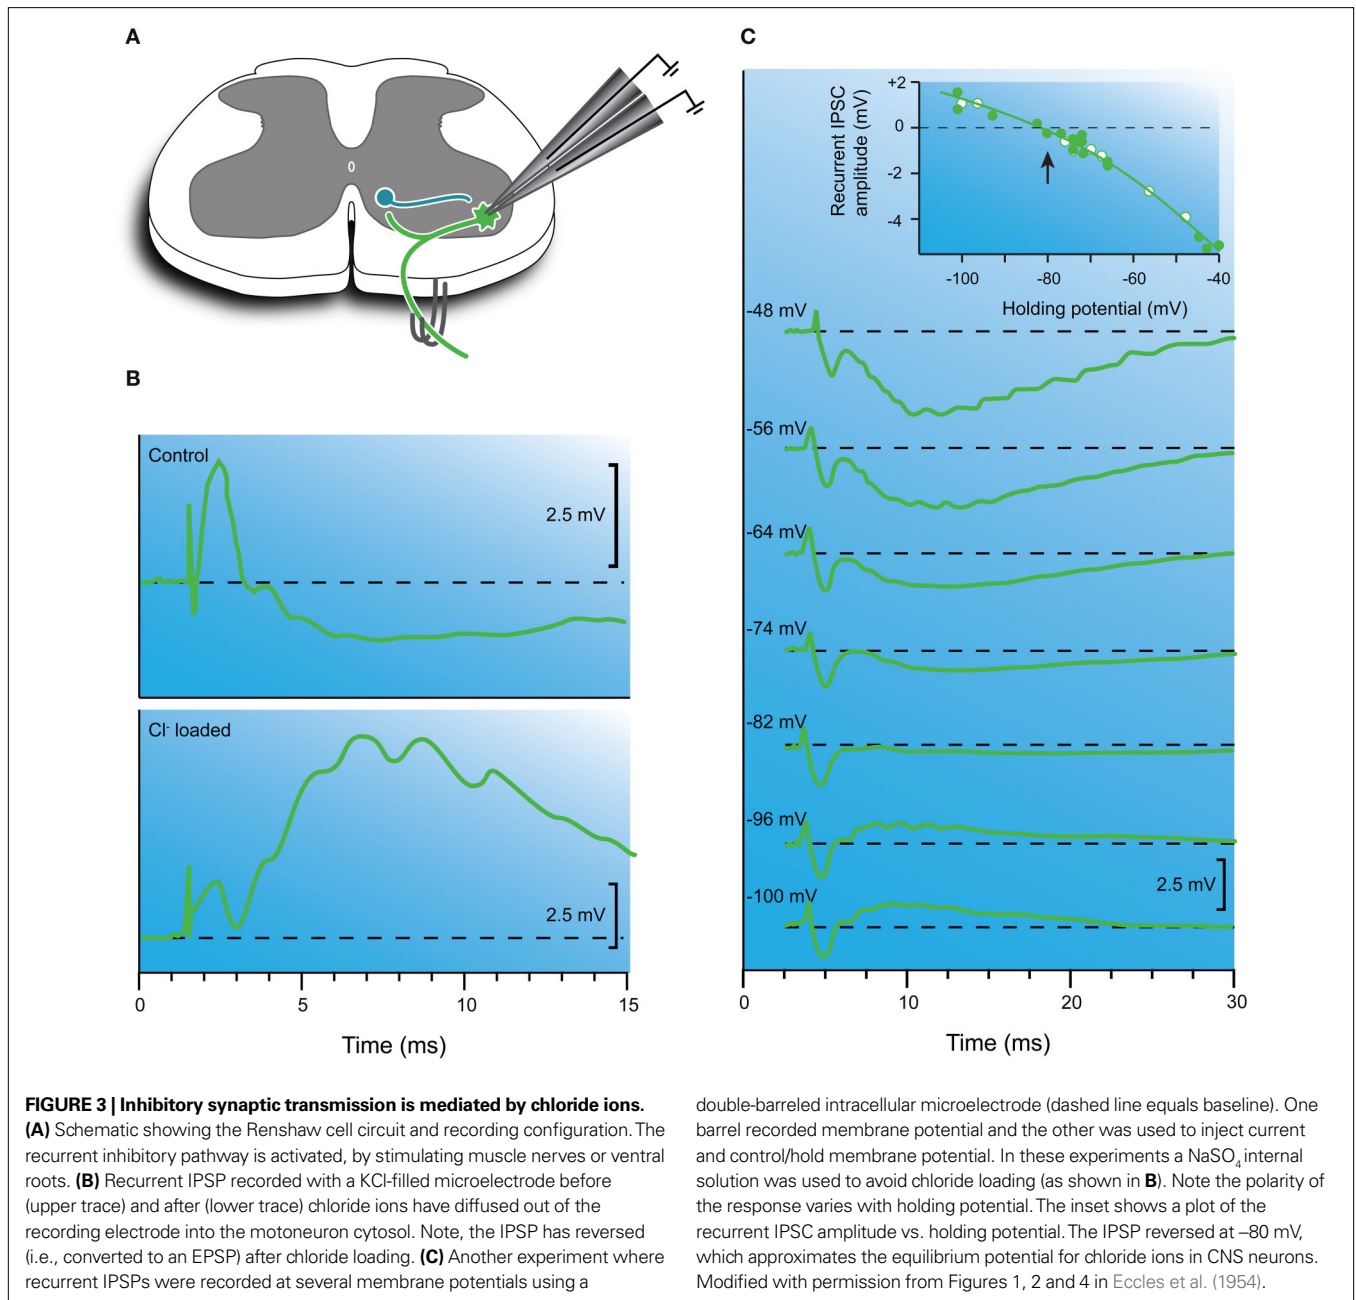 A
B
Control
2.5 mV
Cl- loaded
2.5 mV
0
5
10
15
Time (ms)
C
Recurrent IPSC
amplitude (mV)
+2
0
-2
-4
-100
-80
-60
-40
Holding potential (mV)
-48 mV
-56 mV
-64 mV
-74 mV
-82 mV
-96 mV
-100 mV
2.5 mV
0
10
20
30
Time (ms)
FIGURE 3 | Inhibitory synaptic transmission is mediated by chloride ions.
(A) Schematic showing the Renshaw cell circuit and recording configuration. The
recurrent inhibitory pathway is activated, by stimulating muscle nerves or ventral
roots. (B) Recurrent IPSP recorded with a KCl-filled microelectrode before
(upper trace) and after (lower trace) chloride ions have diffused out of the
recording electrode into the motoneuron cytosol. Note, the IPSP has reversed
(i.e., converted to an EPSP) after chloride loading. (C) Another experiment where
recurrent IPSPs were recorded at several membrane potentials using a
double-barreled intracellular microelectrode (dashed line equals baseline). One
barrel recorded membrane potential and the other was used to inject current
and control/hold membrane potential. In these experiments a NaSO4 internal
solution was used to avoid chloride loading (as shown in B). Note the polarity of
the response varies with holding potential. The inset shows a plot of the
recurrent IPSC amplitude vs. holding potential. The IPSP reversed at –80 mV,
which approximates the equilibrium potential for chloride ions in CNS neurons.
Modified with permission from Figures 1, 2 and 4 in Eccles et al. (1954).